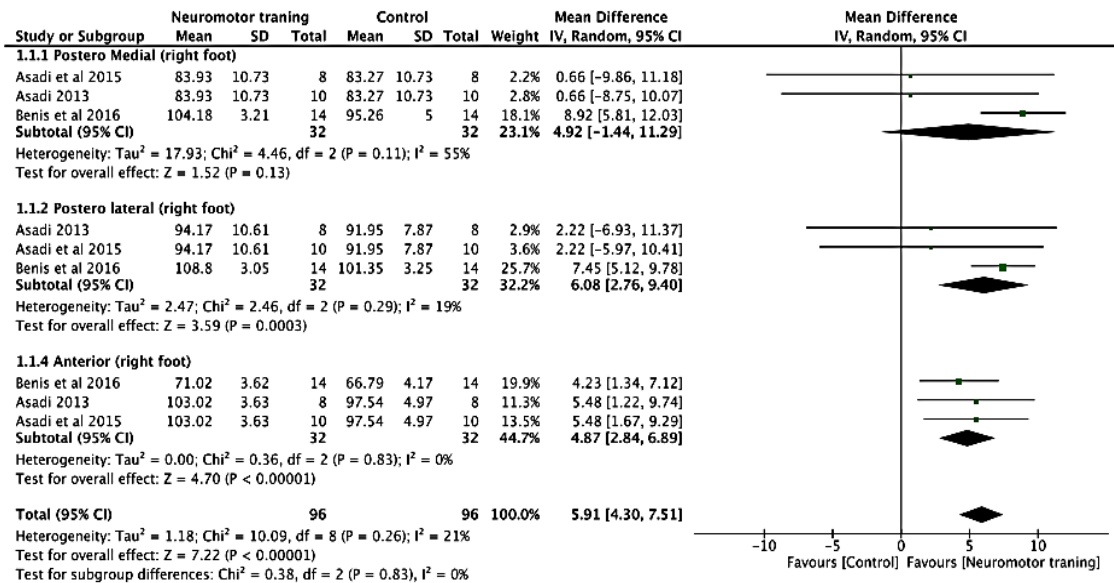 Neuromotor traning Control Mean Difference Mean Difference
Study or Subgroup Mean SD Total Mean SD Total Weight IV, Random, 95% CI IV, Random, 95% CI
1.1.1 Postero Medial (right foot)
Asadi et al 2015 83.93 10.73 8 83.27 10.73 8 2.2% 0.66 [−9.86, 11.18]
Asadi 2013 83.93 10.73 10 83.27 10.73 10 2.8% 0.66 [−8.75, 10.07]
Benis et al 2016 104.18 3.21 14 95.26 5 14 18.1% 8.92 [5.81, 12.03]
Subtotal (95% CI) 32 32 23.1% 4.92 [−1.44, 11.29]
Heterogeneity: Tau² = 17.93; Chi² = 4.46, df = 2 (P = 0.11); I² = 55%
Test for overall effect: Z = 1.52 (P = 0.13)
1.1.2 Postero lateral (right foot)
Asadi 2013 94.17 10.61 8 91.95 7.87 8 2.9% 2.22 [−6.93, 11.37]
Asadi et al 2015 94.17 10.61 10 91.95 7.87 10 3.6% 2.22 [−5.97, 10.41]
Benis et al 2016 108.8 3.05 14 101.35 3.25 14 25.7% 7.45 [5.12, 9.78]
Subtotal (95% CI) 32 32 32.2% 6.08 [2.76, 9.40]
Heterogeneity: Tau² = 2.47; Chi² = 2.46, df = 2 (P = 0.29); I² = 19%
Test for overall effect: Z = 3.59 (P = 0.0003)
1.1.4 Anterior (right foot)
Benis et al 2016 71.02 3.62 14 66.79 4.17 14 19.9% 4.23 [1.34, 7.12]
Asadi 2013 103.02 3.63 8 97.54 4.97 8 11.3% 5.48 [1.22, 9.74]
Asadi et al 2015 103.02 3.63 10 97.54 4.97 10 13.5% 5.48 [1.67, 9.29]
Subtotal (95% CI) 32 32 44.7% 4.87 [2.84, 6.89]
Heterogeneity: Tau² = 0.00; Chi² = 0.36, df = 2 (P = 0.83); I² = 0%
Test for overall effect: Z = 4.70 (P < 0.00001)
Total (95% CI) 96 96 100.0% 5.91 [4.30, 7.51]
Heterogeneity: Tau² = 1.18; Chi² = 10.09, df = 8 (P = 0.26); I² = 21%
Test for overall effect: Z = 7.22 (P < 0.00001)
Test for subgroup differences: Chi² = 0.38, df = 2 (P = 0.83), I² = 0%
−10 −5 0 5 10
Favours [Control] Favours [Neuromotor traning]